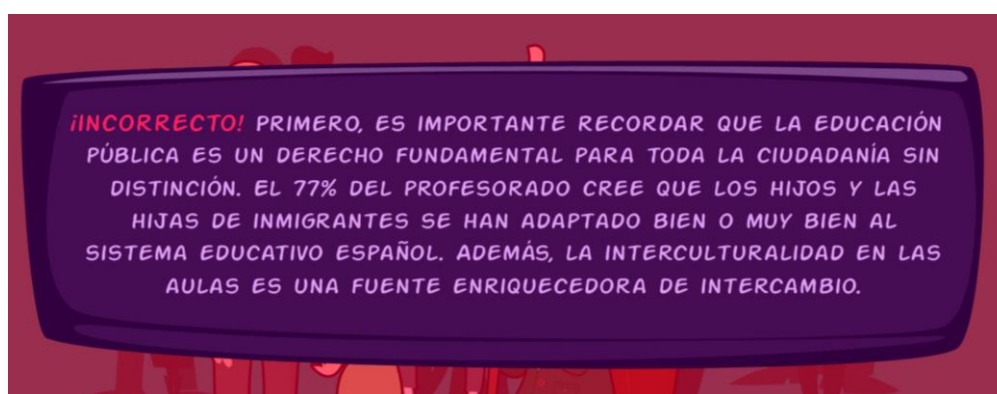 ¡INCORRECTO! PRIMERO, ES IMPORTANTE RECORDAR QUE LA EDUCACIÓN
PÚBLICA ES UN DERECHO FUNDAMENTAL PARA TODA LA CIUDADANÍA SIN
DISTINCIÓN. EL 77% DEL PROFESORADO CREE QUE LOS HIJOS Y LAS
HIJAS DE INMIGRANTES SE HAN ADAPTADO BIEN O MUY BIEN AL
SISTEMA EDUCATIVO ESPAÑOL. ADEMÁS, LA INTERCULTURALIDAD EN LAS
AULAS ES UNA FUENTE ENRIQUECEDORA DE INTERCAMBIO.